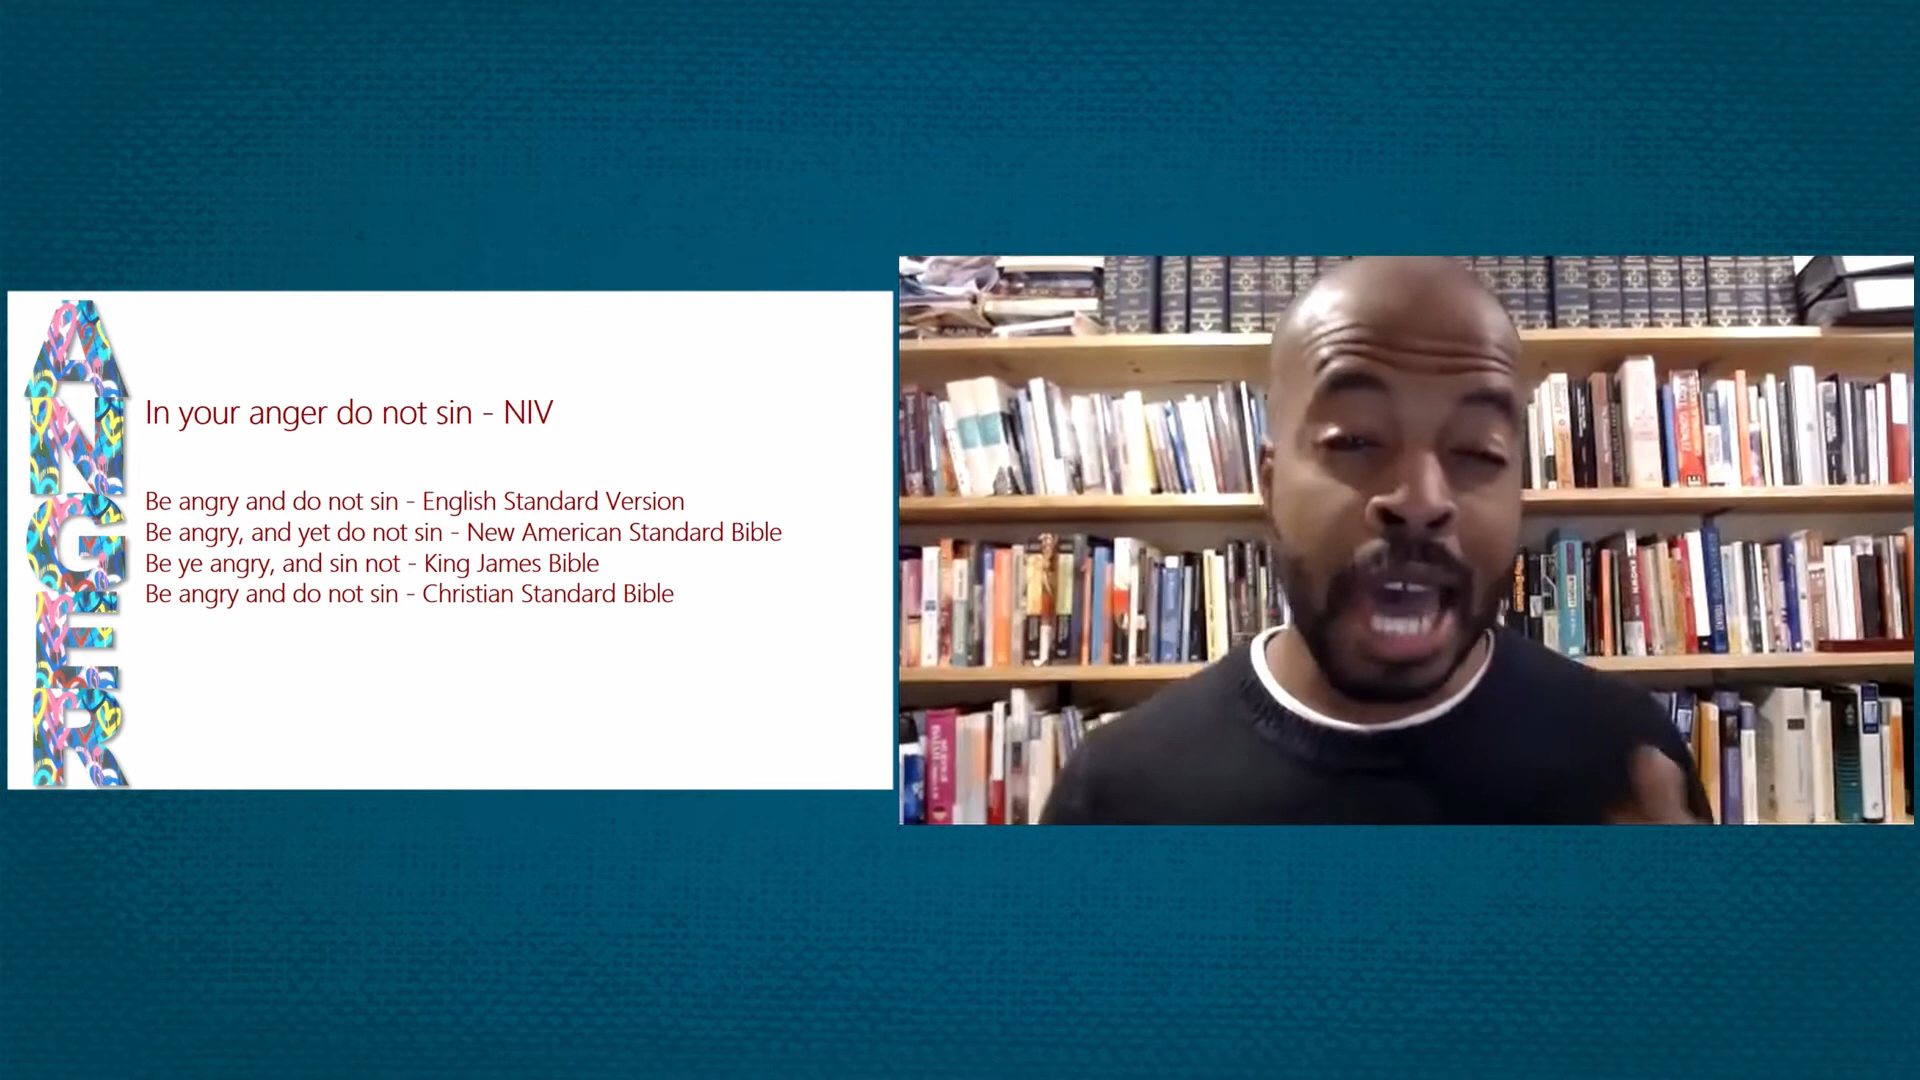 ANGER
In your anger do not sin - NIV
Be angry and do not sin - English Standard Version
Be angry, and yet do not sin - New American Standard Bible
Be ye angry, and sin not - King James Bible
Be angry and do not sin - Christian Standard Bible